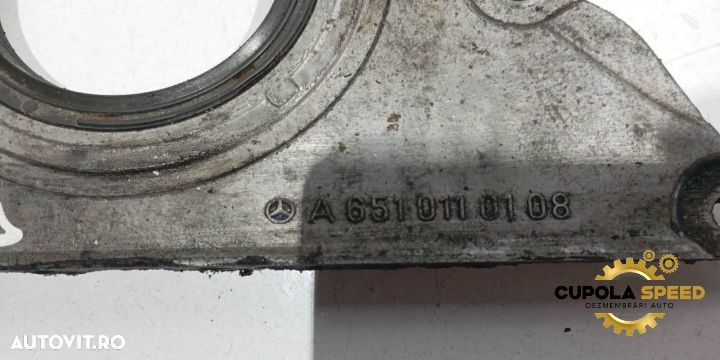 A 651 011 01 08
CUPOLA SPEED
DEZMEMBRĂRI AUTO
AUTOVIT.RO